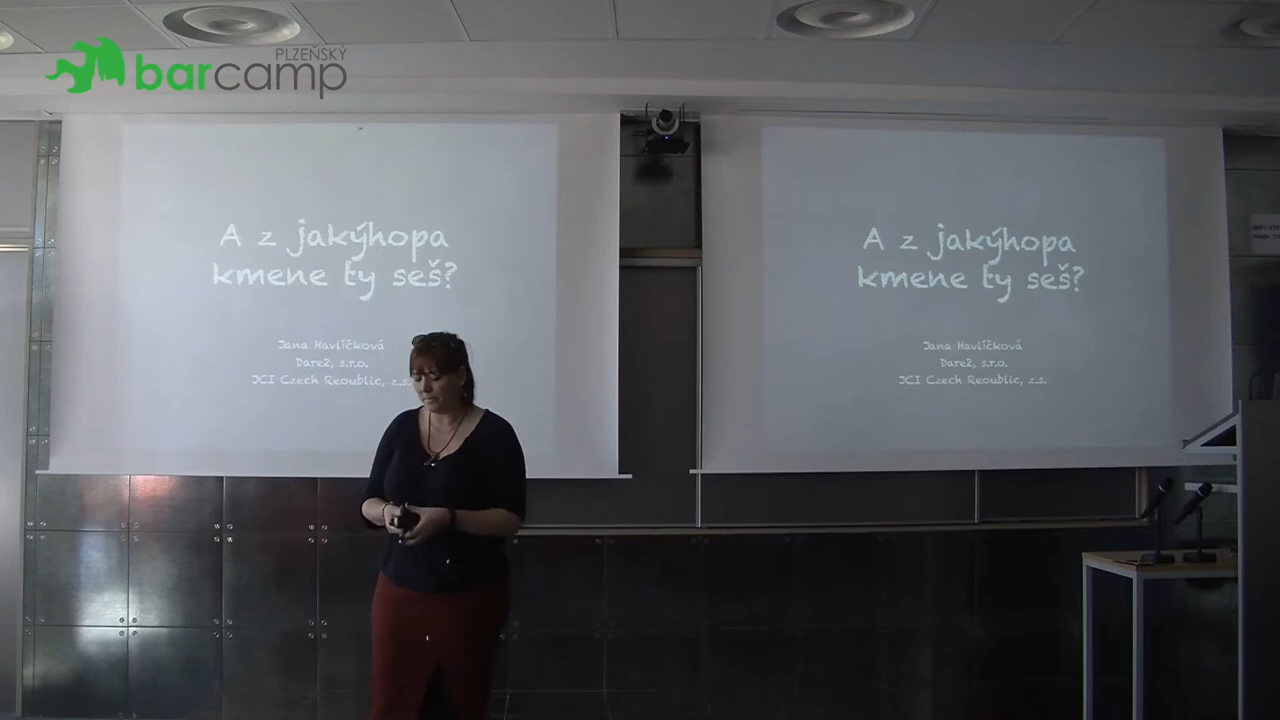 PLZEŇSKÝ
barcamp
A z jakýhopa
kmene ty seš?
Jana Havlíčková
Dare2, s.r.o.
JCI Czech Reoublic, z.s.
A z jakýhopa
kmene ty seš?
Jana Havlíčková
Dare2, s.r.o.
JCI Czech Reoublic, z.s.